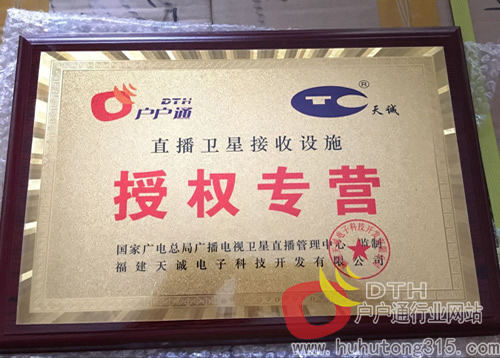 DTH
户户通
TC®天诚
直播卫星接收设施
授权专营
国家广电总局广播电视卫星直播管理中心 监制
福建天诚电子科技开发有限公司
DTH
户户通行业网站
www.huhutong315.com